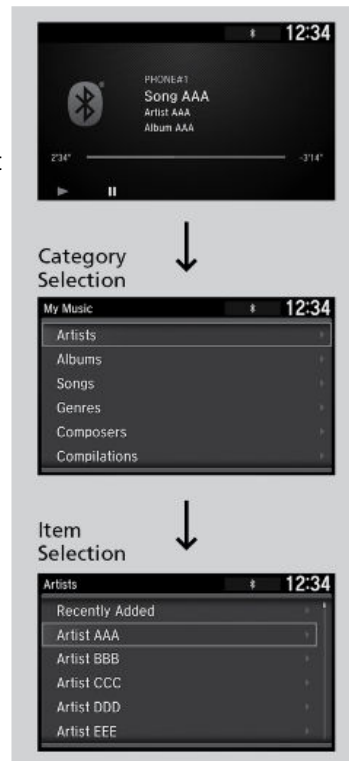 12:34
PHONE#1
Song AAA
Artist AAA
Album AAA
2'34" -3'14"
Category
Selection
My Music 12:34
Artists
Albums
Songs
Genres
Composers
Compilations
Item
Selection
Artists 12:34
Recently Added
Artist AAA
Artist BBB
Artist CCC
Artist DDD
Artist EEE